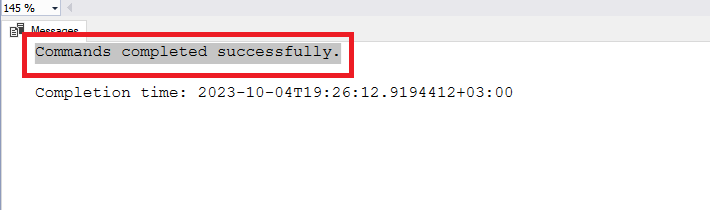 145 %
Messages
Commands completed successfully.
Completion time: 2023-10-04T19:26:12.9194412+03:00